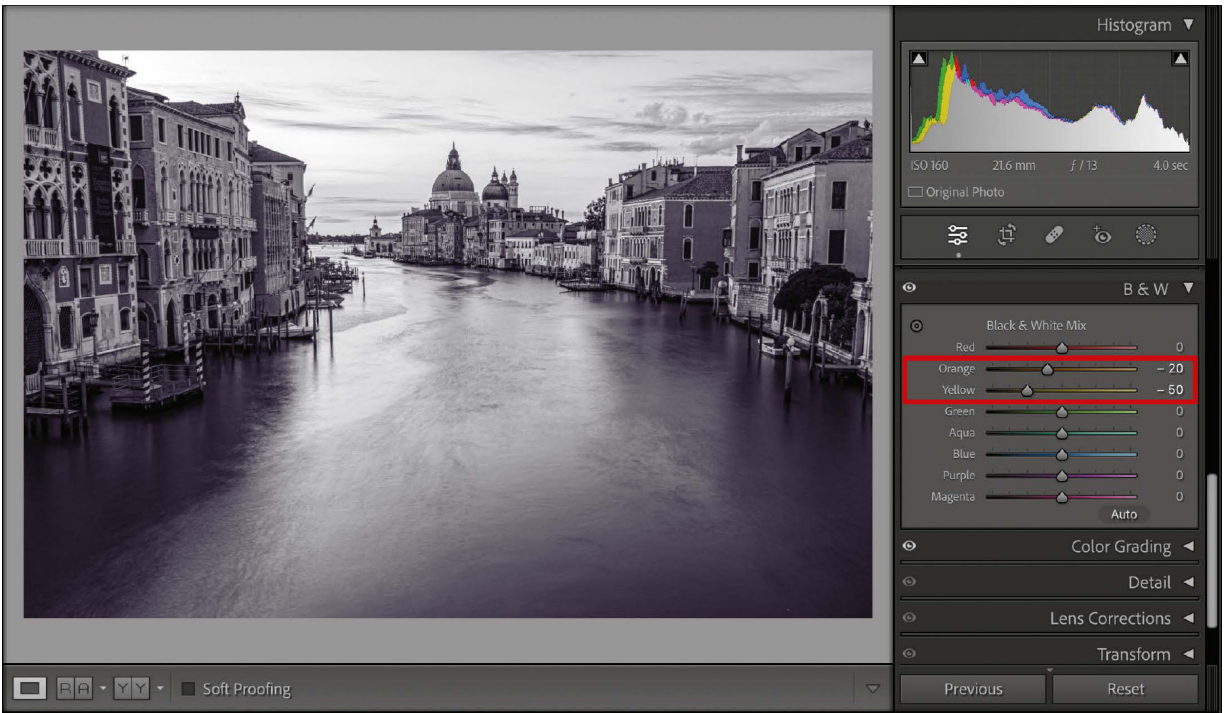 Histogram
ISO 160 21.6 mm ƒ / 13 4.0 sec
Original Photo
B & W
Black & White Mix
Red 0
Orange – 20
Yellow – 50
Green 0
Aqua 0
Blue 0
Purple 0
Magenta 0
Auto
Color Grading
Detail
Lens Corrections
Transform
R A Y Y Soft Proofing
Previous Reset